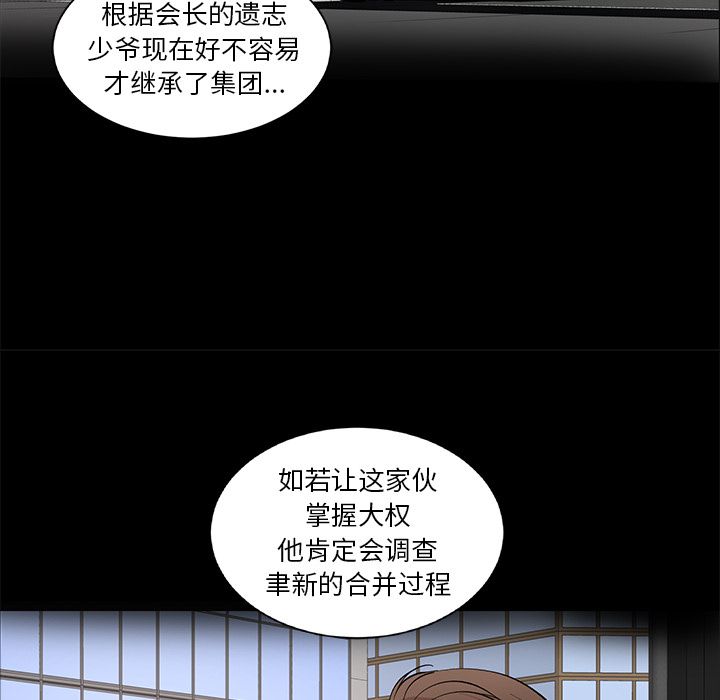 根据会长的遗志
少爷现在好不容易
才继承了集团...
如若让这家伙
掌握大权
他肯定会调查
聿新的合并过程